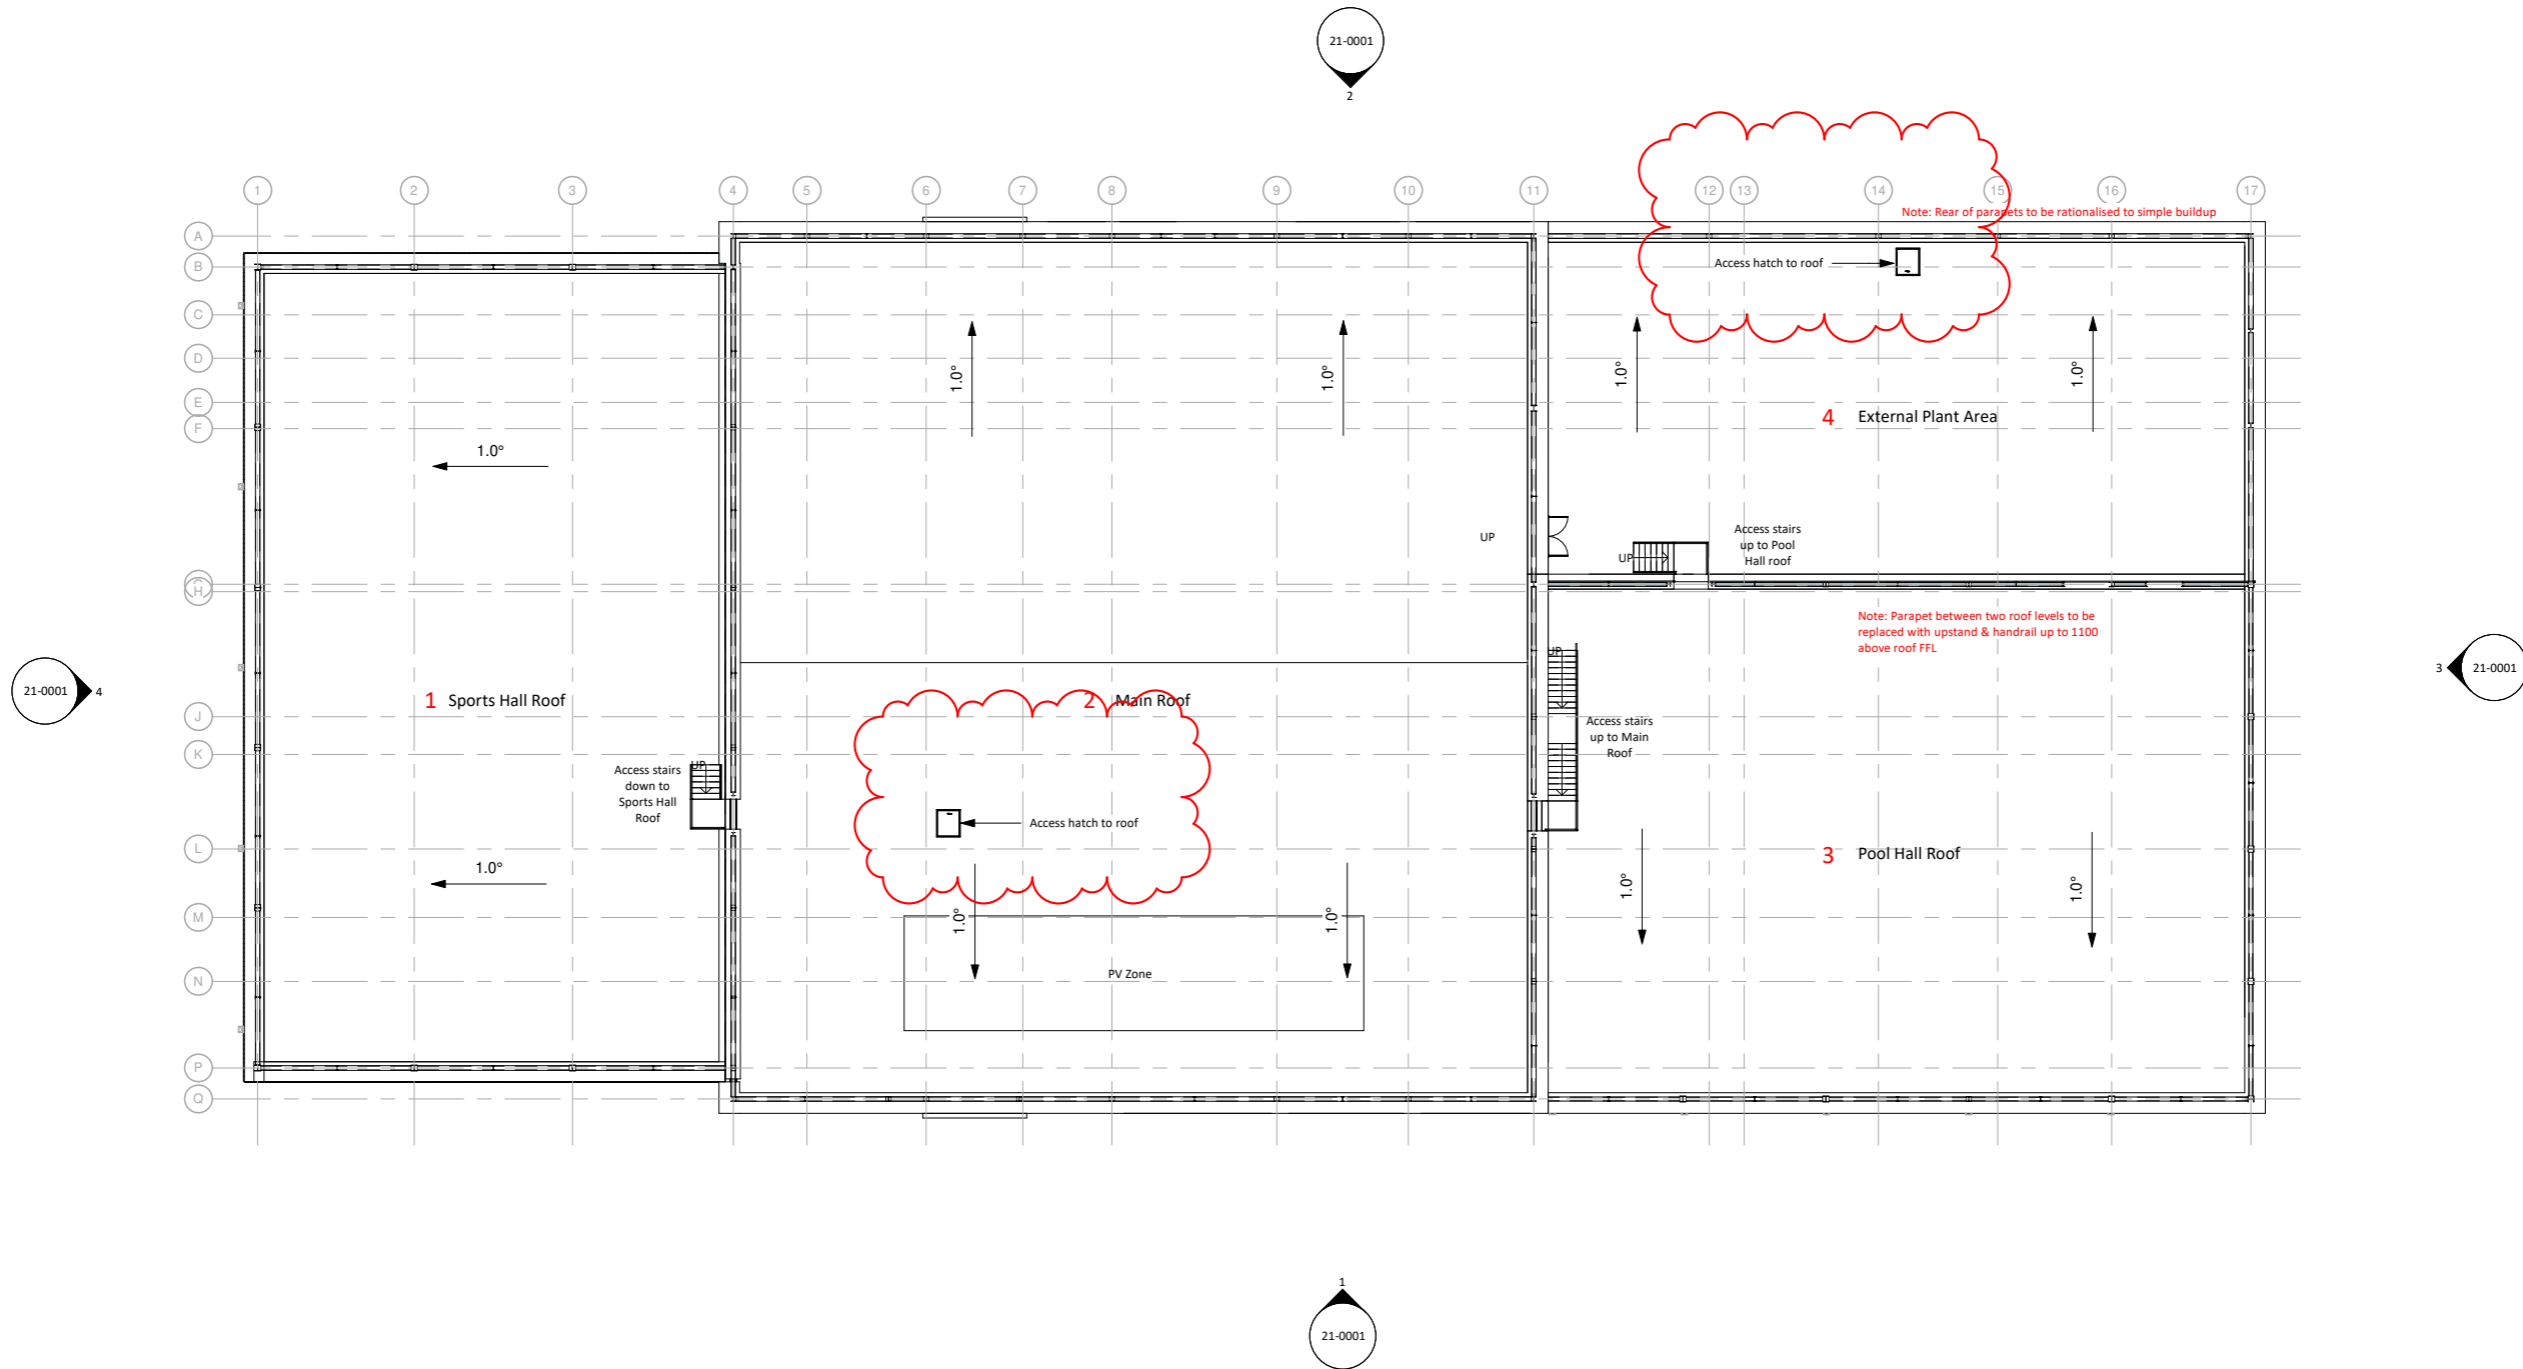 21-0001
2
1
2
3
4
5
6
7
8
9
10
11
12
13
14
15
16
17
Note: Rear of parapets to be rationalised to simple buildup
A
B
Access hatch to roof
C
D
1.0°
1.0°
1.0°
1.0°
E
F
4 External Plant Area
1.0°
UP
Access stairs
up to Pool
Hall roof
UP
H
Note: Parapet between two roof levels to be
replaced with upstand & handrail up to 1100
above roof FFL
UP
21-0001
4
3
21-0001
1 Sports Hall Roof
2 Main Roof
J
K
Access stairs
up to Main
Roof
UP
Access stairs
down to
Sports Hall
Roof
Access hatch to roof
L
3 Pool Hall Roof
1.0°
1.0°
1.0°
1.0°
1.0°
M
PV Zone
N
P
Q
1
21-0001